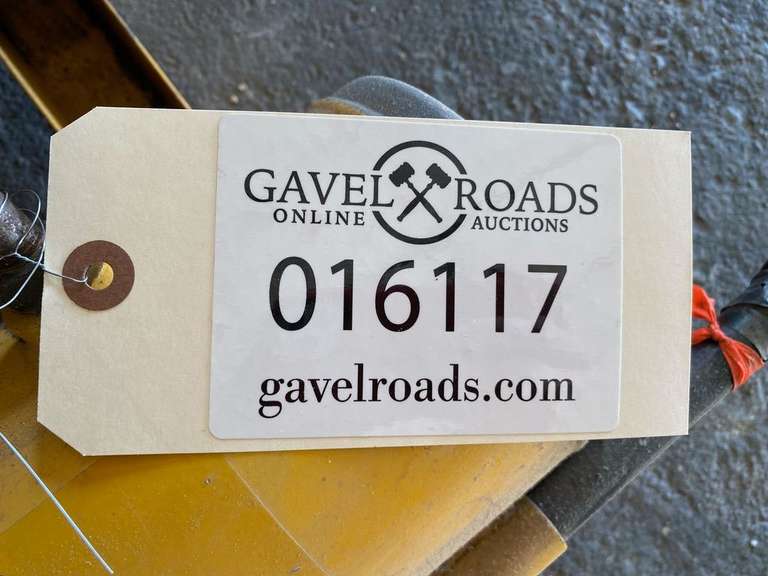 GAVEL ROADS
ONLINE AUCTIONS
016117
gavelroads.com